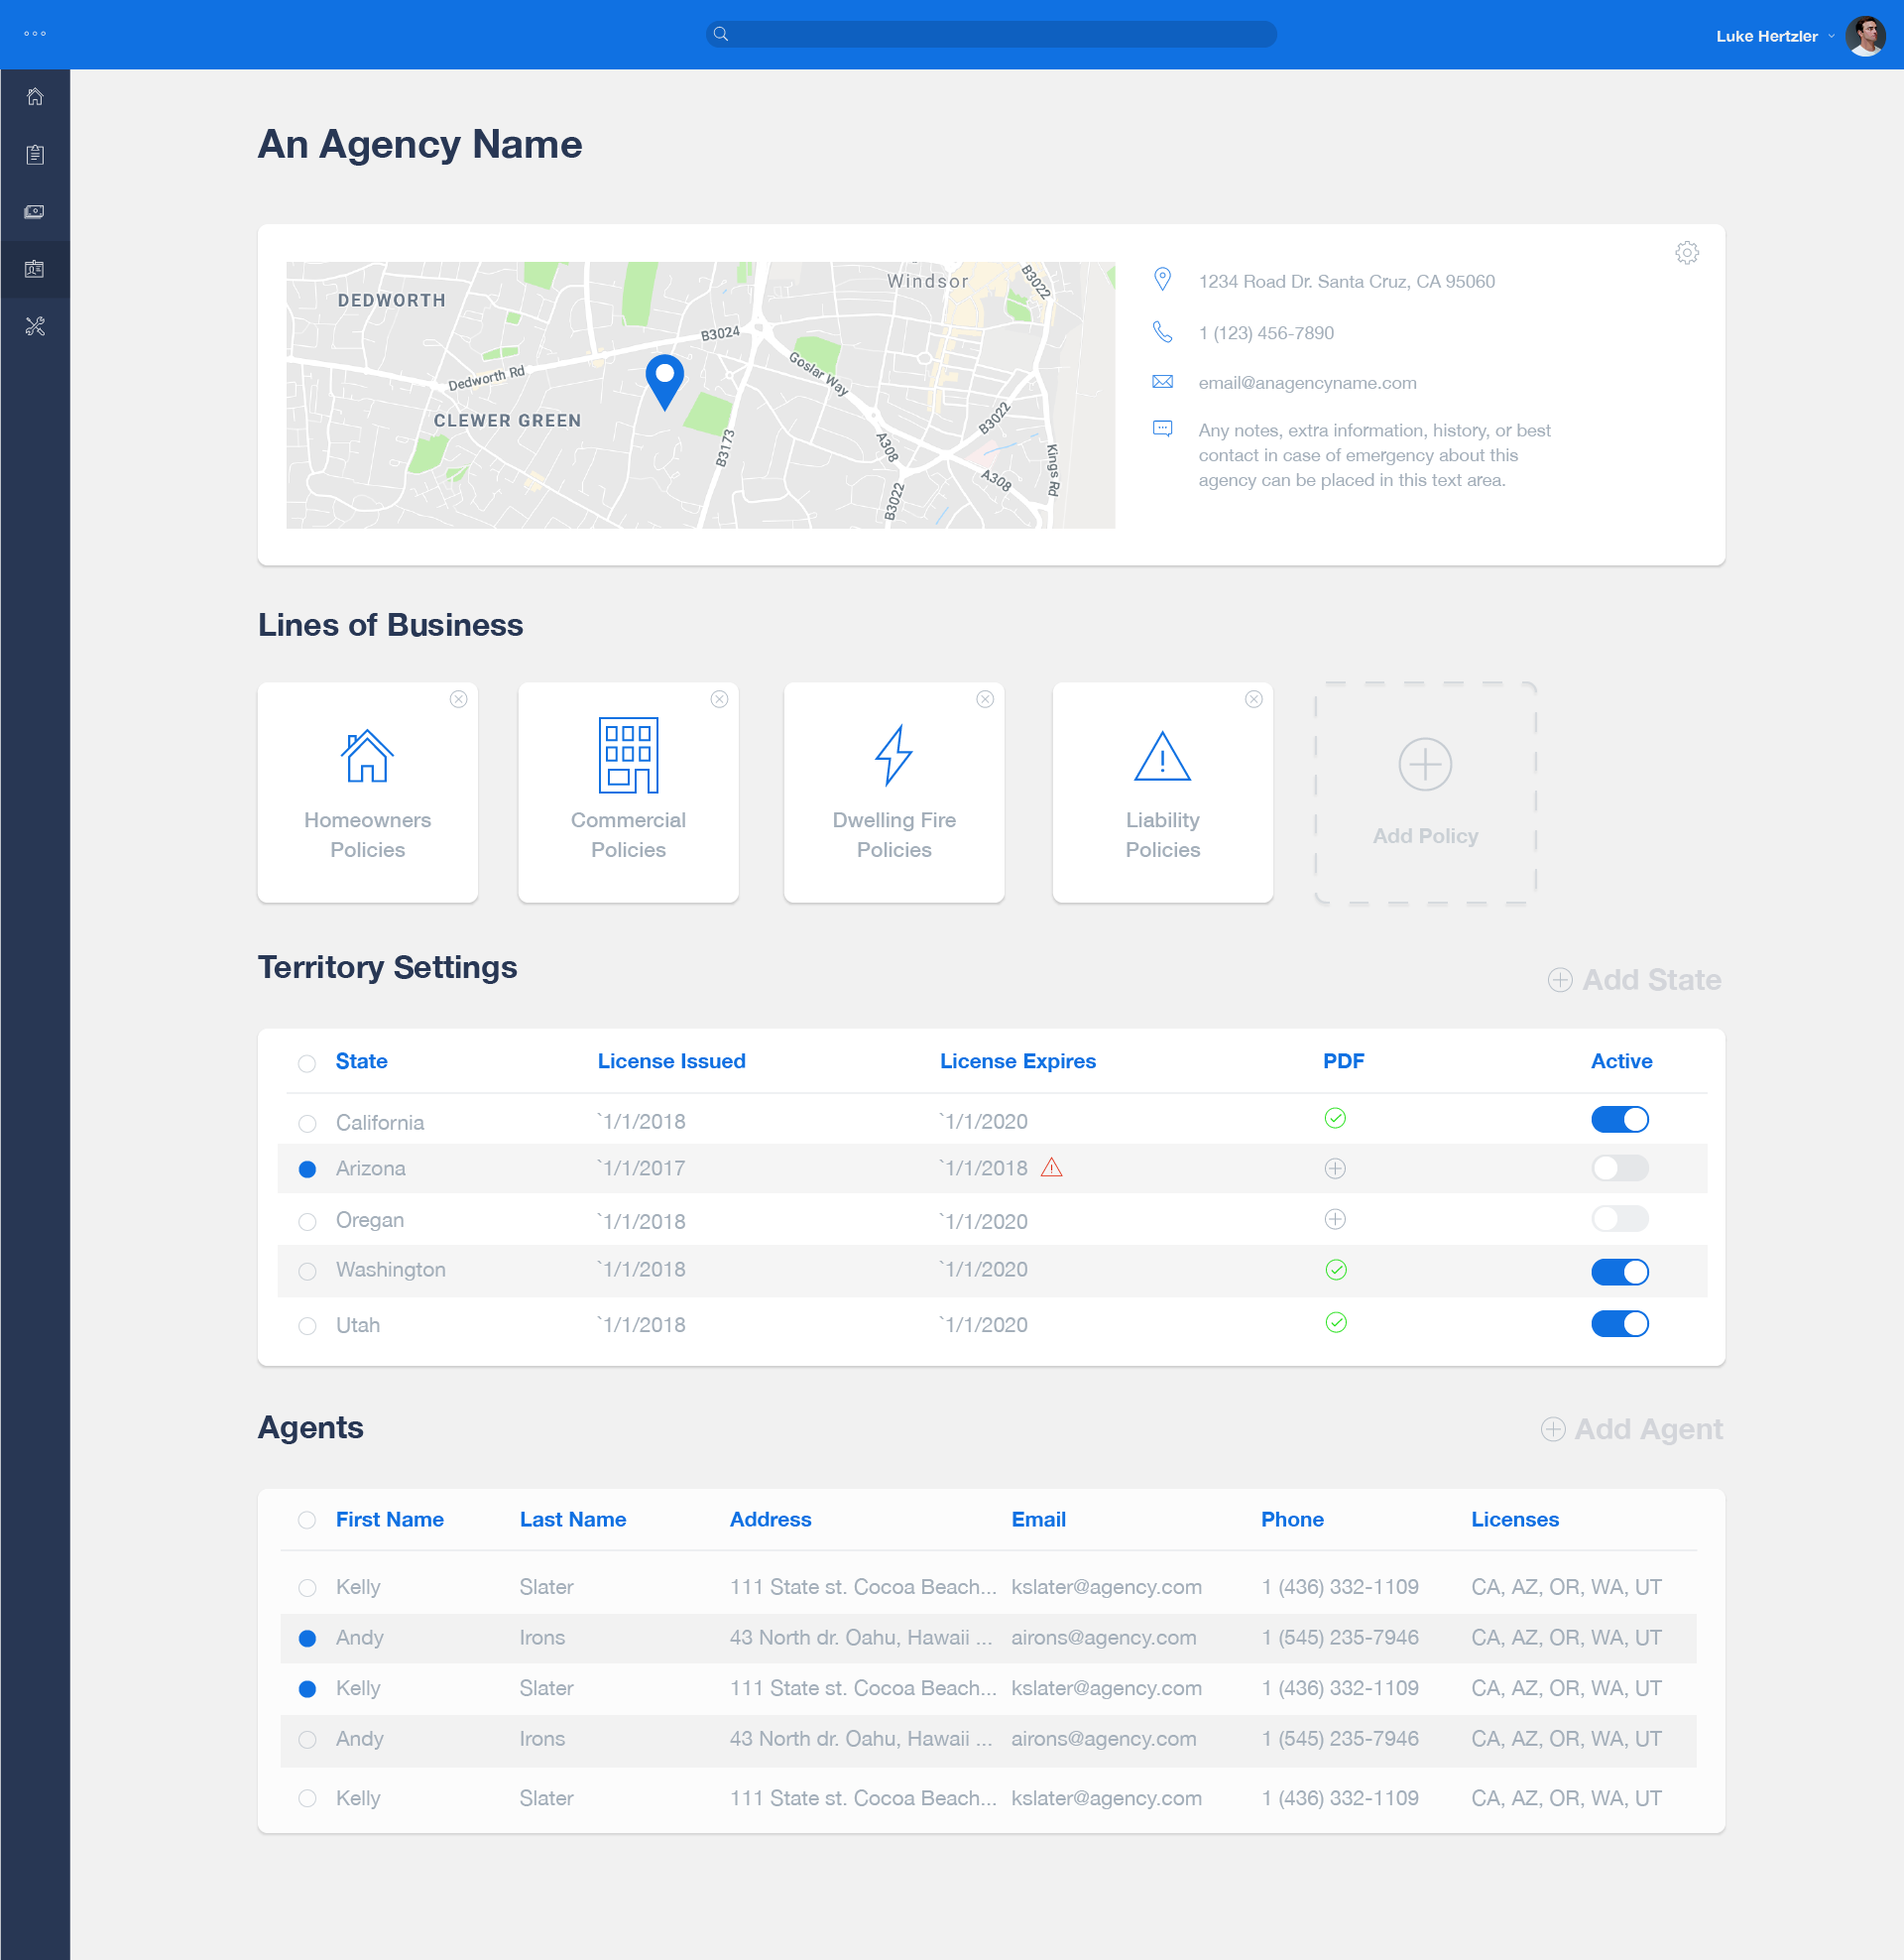 Luke Hertzler
An Agency Name
DEDWORTH
Windsor
B3022
B3024
Goslar Way
Dedworth Rd
CLEWER GREEN
B3173
A308
B3022
A308
B3022
Kings Rd
1234 Road Dr. Santa Cruz, CA 95060
1 (123) 456-7890
email@anagencyname.com
Any notes, extra information, history, or best
contact in case of emergency about this
agency can be placed in this text area.
Lines of Business
Homeowners
Policies
Commercial
Policies
Dwelling Fire
Policies
Liability
Policies
Add Policy
Territory Settings
Add State
State License Issued License Expires PDF Active
California `1/1/2018 `1/1/2020
Arizona `1/1/2017 `1/1/2018
Oregan `1/1/2018 `1/1/2020
Washington `1/1/2018 `1/1/2020
Utah `1/1/2018 `1/1/2020
Agents
Add Agent
First Name Last Name Address Email Phone Licenses
Kelly Slater 111 State st. Cocoa Beach... kslater@agency.com 1 (436) 332-1109 CA, AZ, OR, WA, UT
Andy Irons 43 North dr. Oahu, Hawaii ... airons@agency.com 1 (545) 235-7946 CA, AZ, OR, WA, UT
Kelly Slater 111 State st. Cocoa Beach... kslater@agency.com 1 (436) 332-1109 CA, AZ, OR, WA, UT
Andy Irons 43 North dr. Oahu, Hawaii ... airons@agency.com 1 (545) 235-7946 CA, AZ, OR, WA, UT
Kelly Slater 111 State st. Cocoa Beach... kslater@agency.com 1 (436) 332-1109 CA, AZ, OR, WA, UT